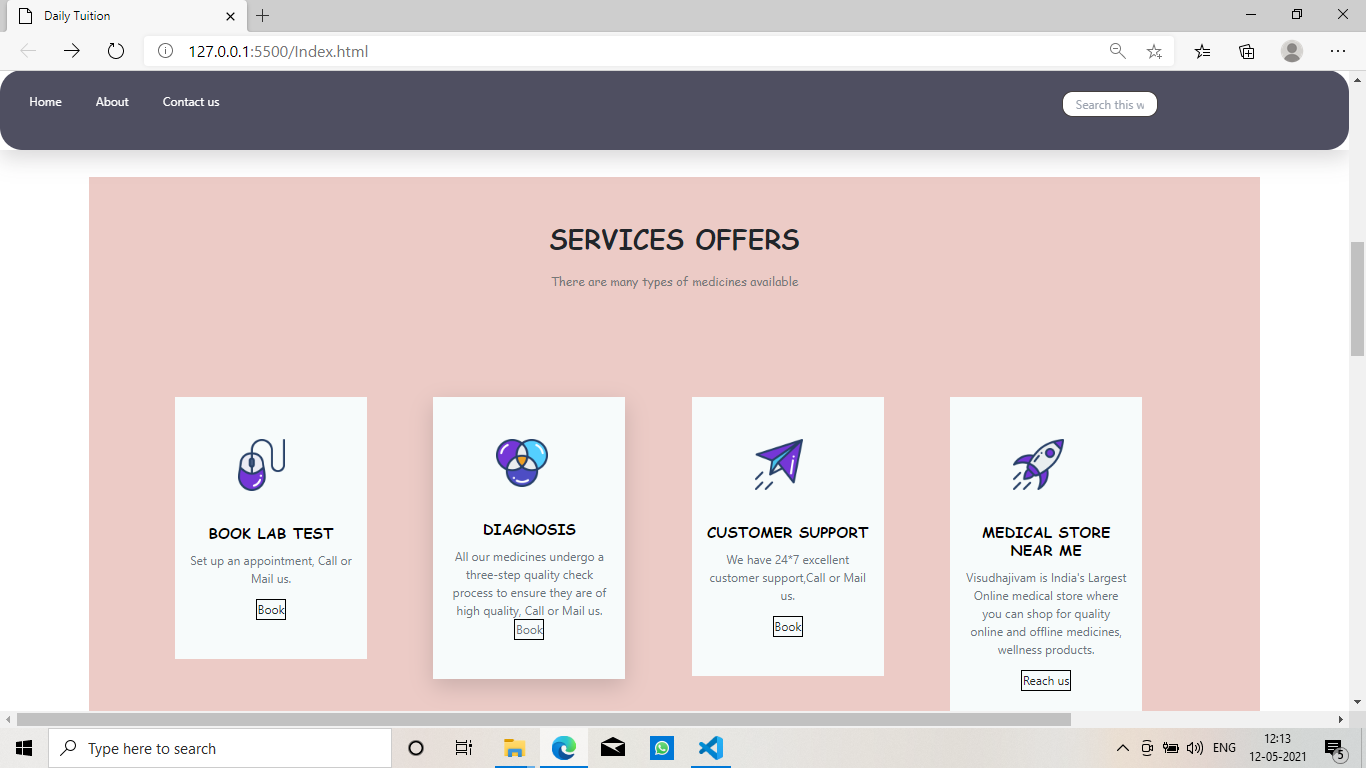 Daily Tuition
127.0.0.1:5500/Index.html
Home About Contact us Search this w
SERVICES OFFERS
There are many types of medicines available
BOOK LAB TEST
Set up an appointment, Call or
Mail us.
Book
DIAGNOSIS
All our medicines undergo a
three-step quality check
process to ensure they are of
high quality, Call or Mail us.
Book
CUSTOMER SUPPORT
We have 24*7 excellent
customer support,Call or Mail
us.
Book
MEDICAL STORE
NEAR ME
Visudhajivam is India's Largest
Online medical store where
you can shop for quality
online and offline medicines,
wellness products.
Reach us
Type here to search
ENG
12:13
12-05-2021
5